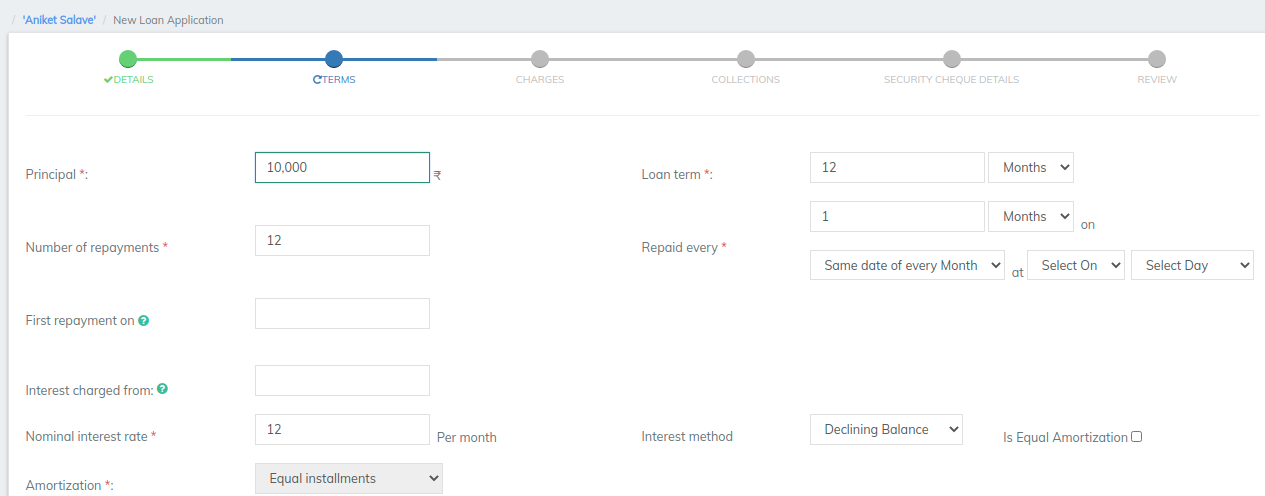 / 'Aniket Salave' / New Loan Application
DETAILS TERMS CHARGES COLLECTIONS SECURITY CHEQUE DETAILS REVIEW
Principal *: 10,000 ₹ Loan term *: 12 Months
Number of repayments * 12 Repaid every * 1 Months on
Same date of every Month at Select On Select Day
First repayment on ?
Interest charged from: ?
Nominal interest rate * 12 Per month Interest method Declining Balance Is Equal Amortization
Amortization *: Equal installments